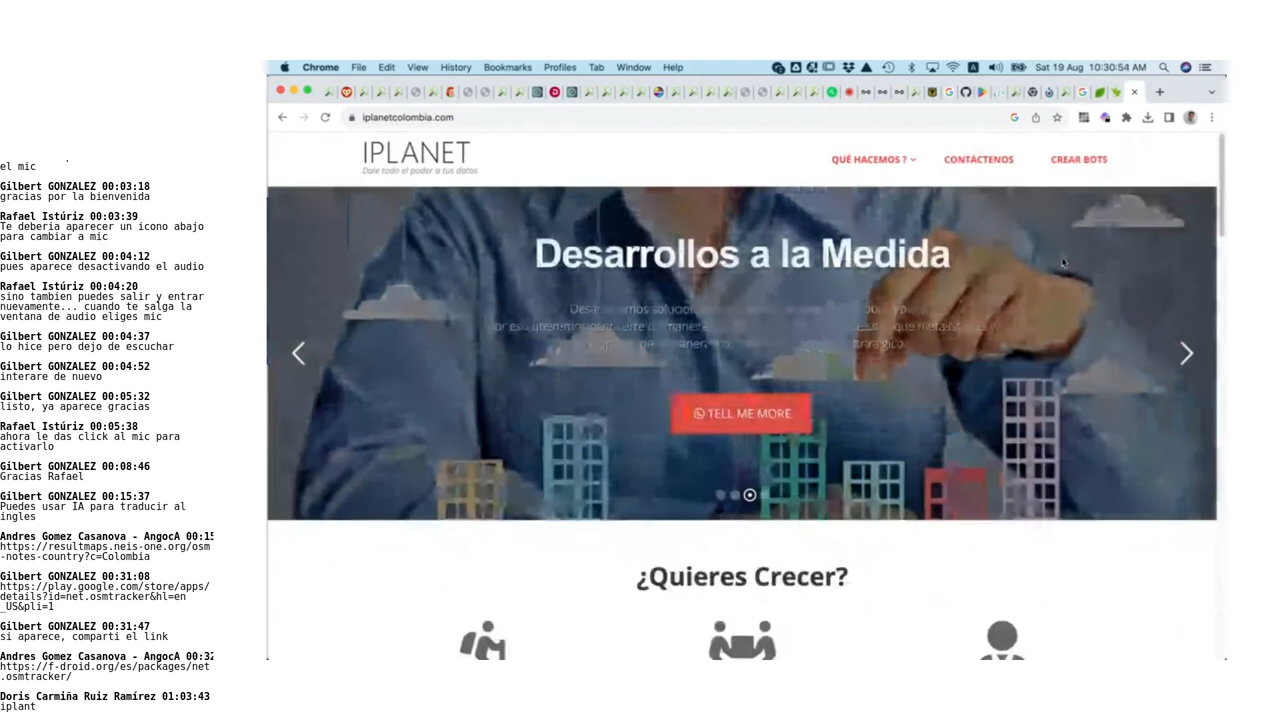 el mic
Gilbert GONZALEZ 00:03:18
gracias por la bienvenida
Rafael Istúriz 00:03:39
Te deberia aparecer un icono abajo
para cambiar a mic
Gilbert GONZALEZ 00:04:12
pues aparece desactivando el audio
Rafael Istúriz 00:04:20
sino tambien puedes salir y entrar
nuevamente... cuando te salga la
ventana de audio eliges mic
Gilbert GONZALEZ 00:04:37
lo hice pero dejo de escuchar
Gilbert GONZALEZ 00:04:52
interare de nuevo
Gilbert GONZALEZ 00:05:32
listo, ya aparece gracias
Rafael Istúriz 00:05:38
ahora le das click al mic para
activarlo
Gilbert GONZALEZ 00:08:46
Gracias Rafael
Gilbert GONZALEZ 00:15:37
Puedes usar IA para traducir al
ingles
Andres Gomez Casanova - AngocA 00:15
https://resultmaps.neis-one.org/osm
-notes-country?c=Colombia
Gilbert GONZALEZ 00:31:08
https://play.google.com/store/apps/
details?id=net.osmtracker&hl=en
_US&pli=1
Gilbert GONZALEZ 00:31:47
si aparece, comparti el link
Andres Gomez Casanova - AngocA 00:32
https://f-droid.org/es/packages/net
.osmtracker/
Doris Carmiña Ruiz Ramírez 01:03:43
iplant
Chrome File Edit View History Bookmarks Profiles Tab Window Help Sat 19 Aug 10:30:54 AM
iplanetcolombia.com
IPLANET
Dale todo el poder a tus datos
QUÉ HACEMOS ? CONTÁCTENOS CREAR BOTS
Desarrollos a la Medida
TELL ME MORE
¿Quieres Crecer?